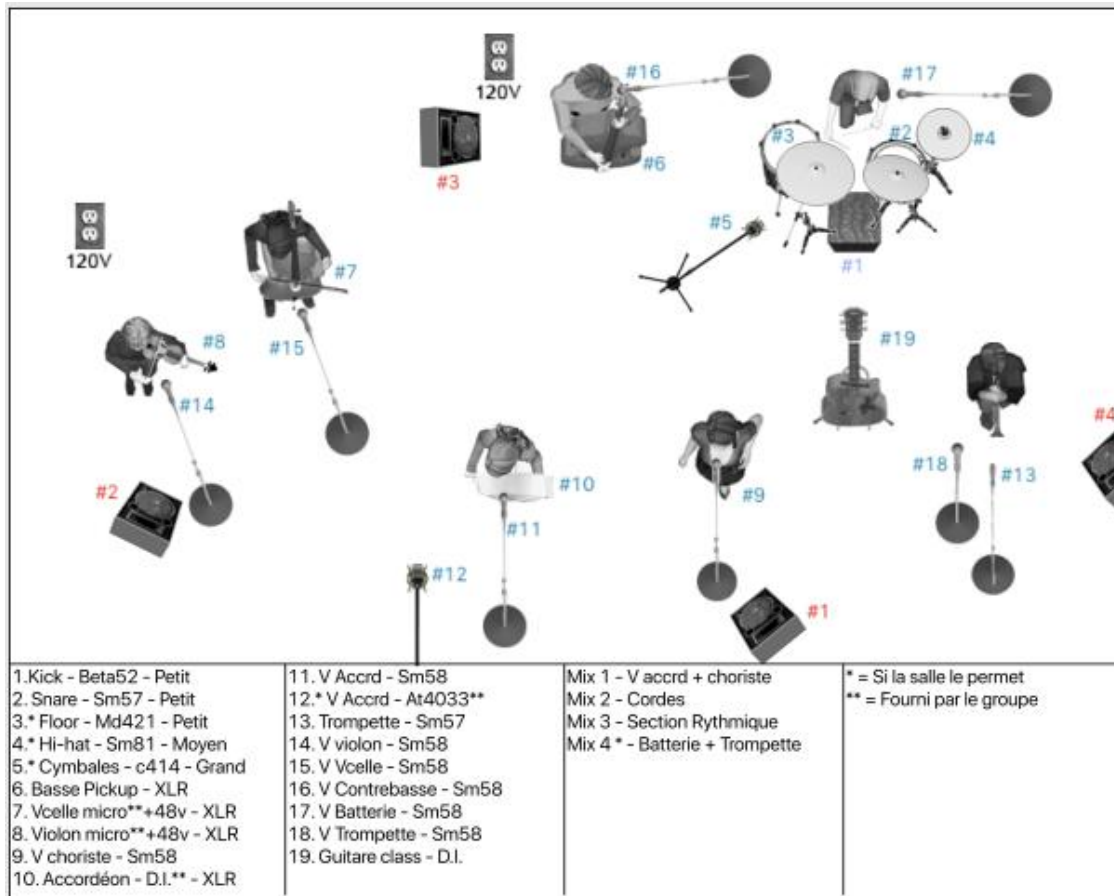 #16
#17
120V
#3
#2
#4
#3
#6
#5
120V
#7
#1
#8
#15
#19
#14
#4
#18
#13
#2
#10
#9
#11
#12
#1
1.Kick - Beta52 - Petit
2. Snare - Sm57 - Petit
3.* Floor - Md421 - Petit
4.* Hi-hat - Sm81 - Moyen
5.* Cymbales - c414 - Grand
6. Basse Pickup - XLR
7. Vcelle micro**+48v - XLR
8. Violon micro**+48v - XLR
9. V choriste - Sm58
10. Accordéon - D.I.** - XLR
11. V Accrd - Sm58
12.* V Accrd - At4033**
13. Trompette - Sm57
14. V violon - Sm58
15. V Vcelle - Sm58
16. V Contrebasse - Sm58
17. V Batterie - Sm58
18. V Trompette - Sm58
19. Guitare class - D.I.
Mix 1 - V accrd + choriste
Mix 2 - Cordes
Mix 3 - Section Rythmique
Mix 4 * - Batterie + Trompette
* = Si la salle le permet
** = Fourni par le groupe